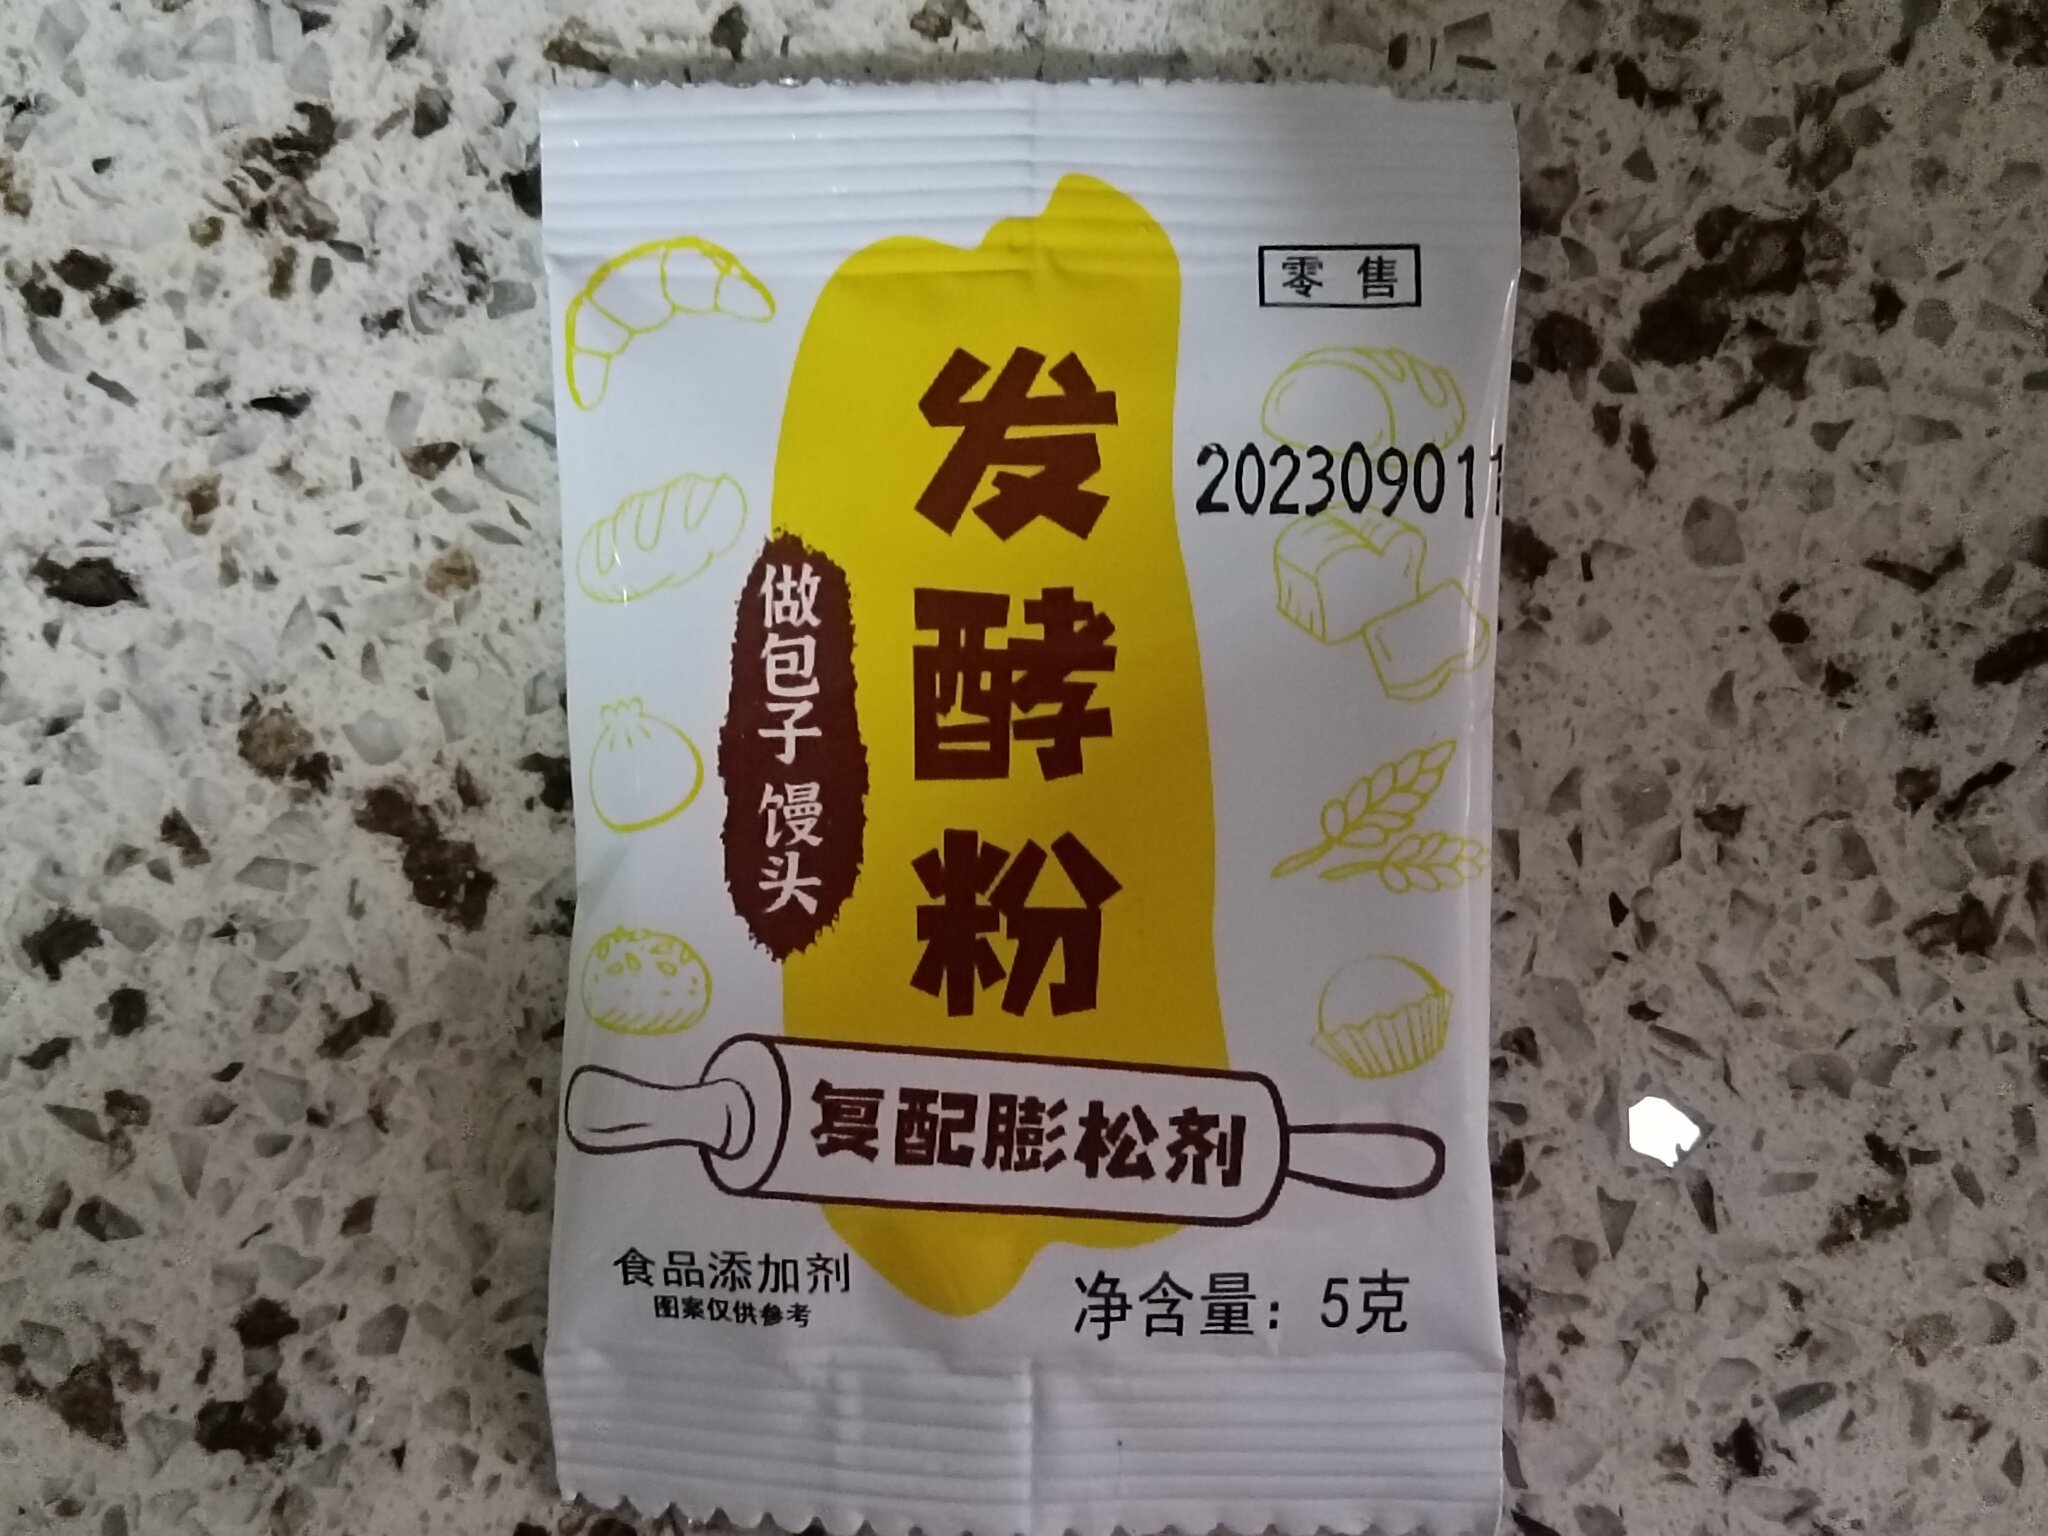 零售
202309011
发酵粉
做包子 馒头
复配膨松剂
食品添加剂
图案仅供参考
净含量：5克